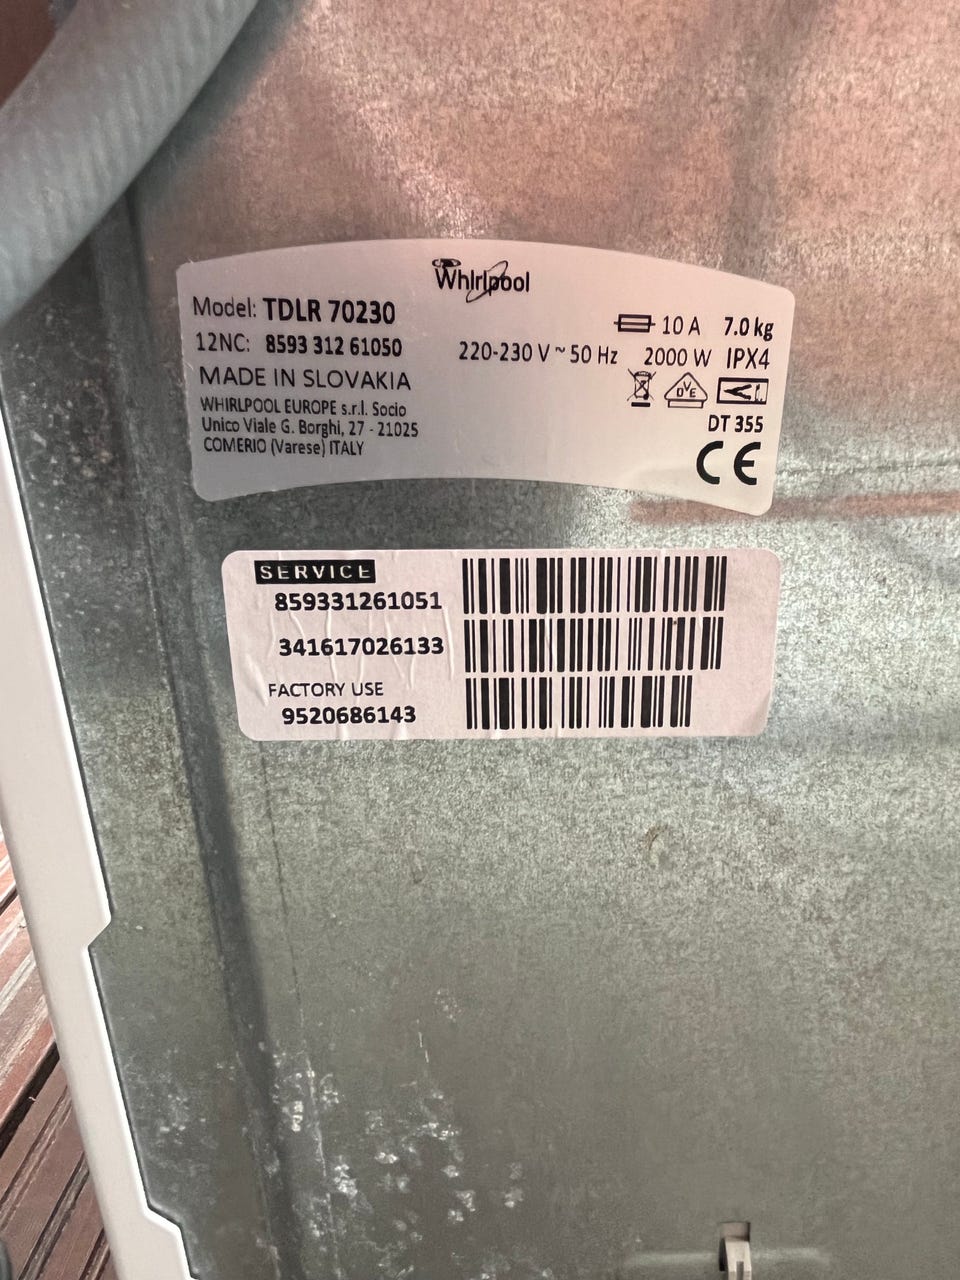 Whirlpool
Model: TDLR 70230
10 A 7.0 kg
12NC: 8593 312 61050
220-230 V ~ 50 Hz 2000 W IPX4
MADE IN SLOVAKIA
WHIRLPOOL EUROPE s.r.l. Socio
Unico Viale G. Borghi, 27 - 21025
COMERIO (Varese) ITALY
DVE
DT 355
CE
SERVICE
859331261051
341617026133
FACTORY USE
9520686143